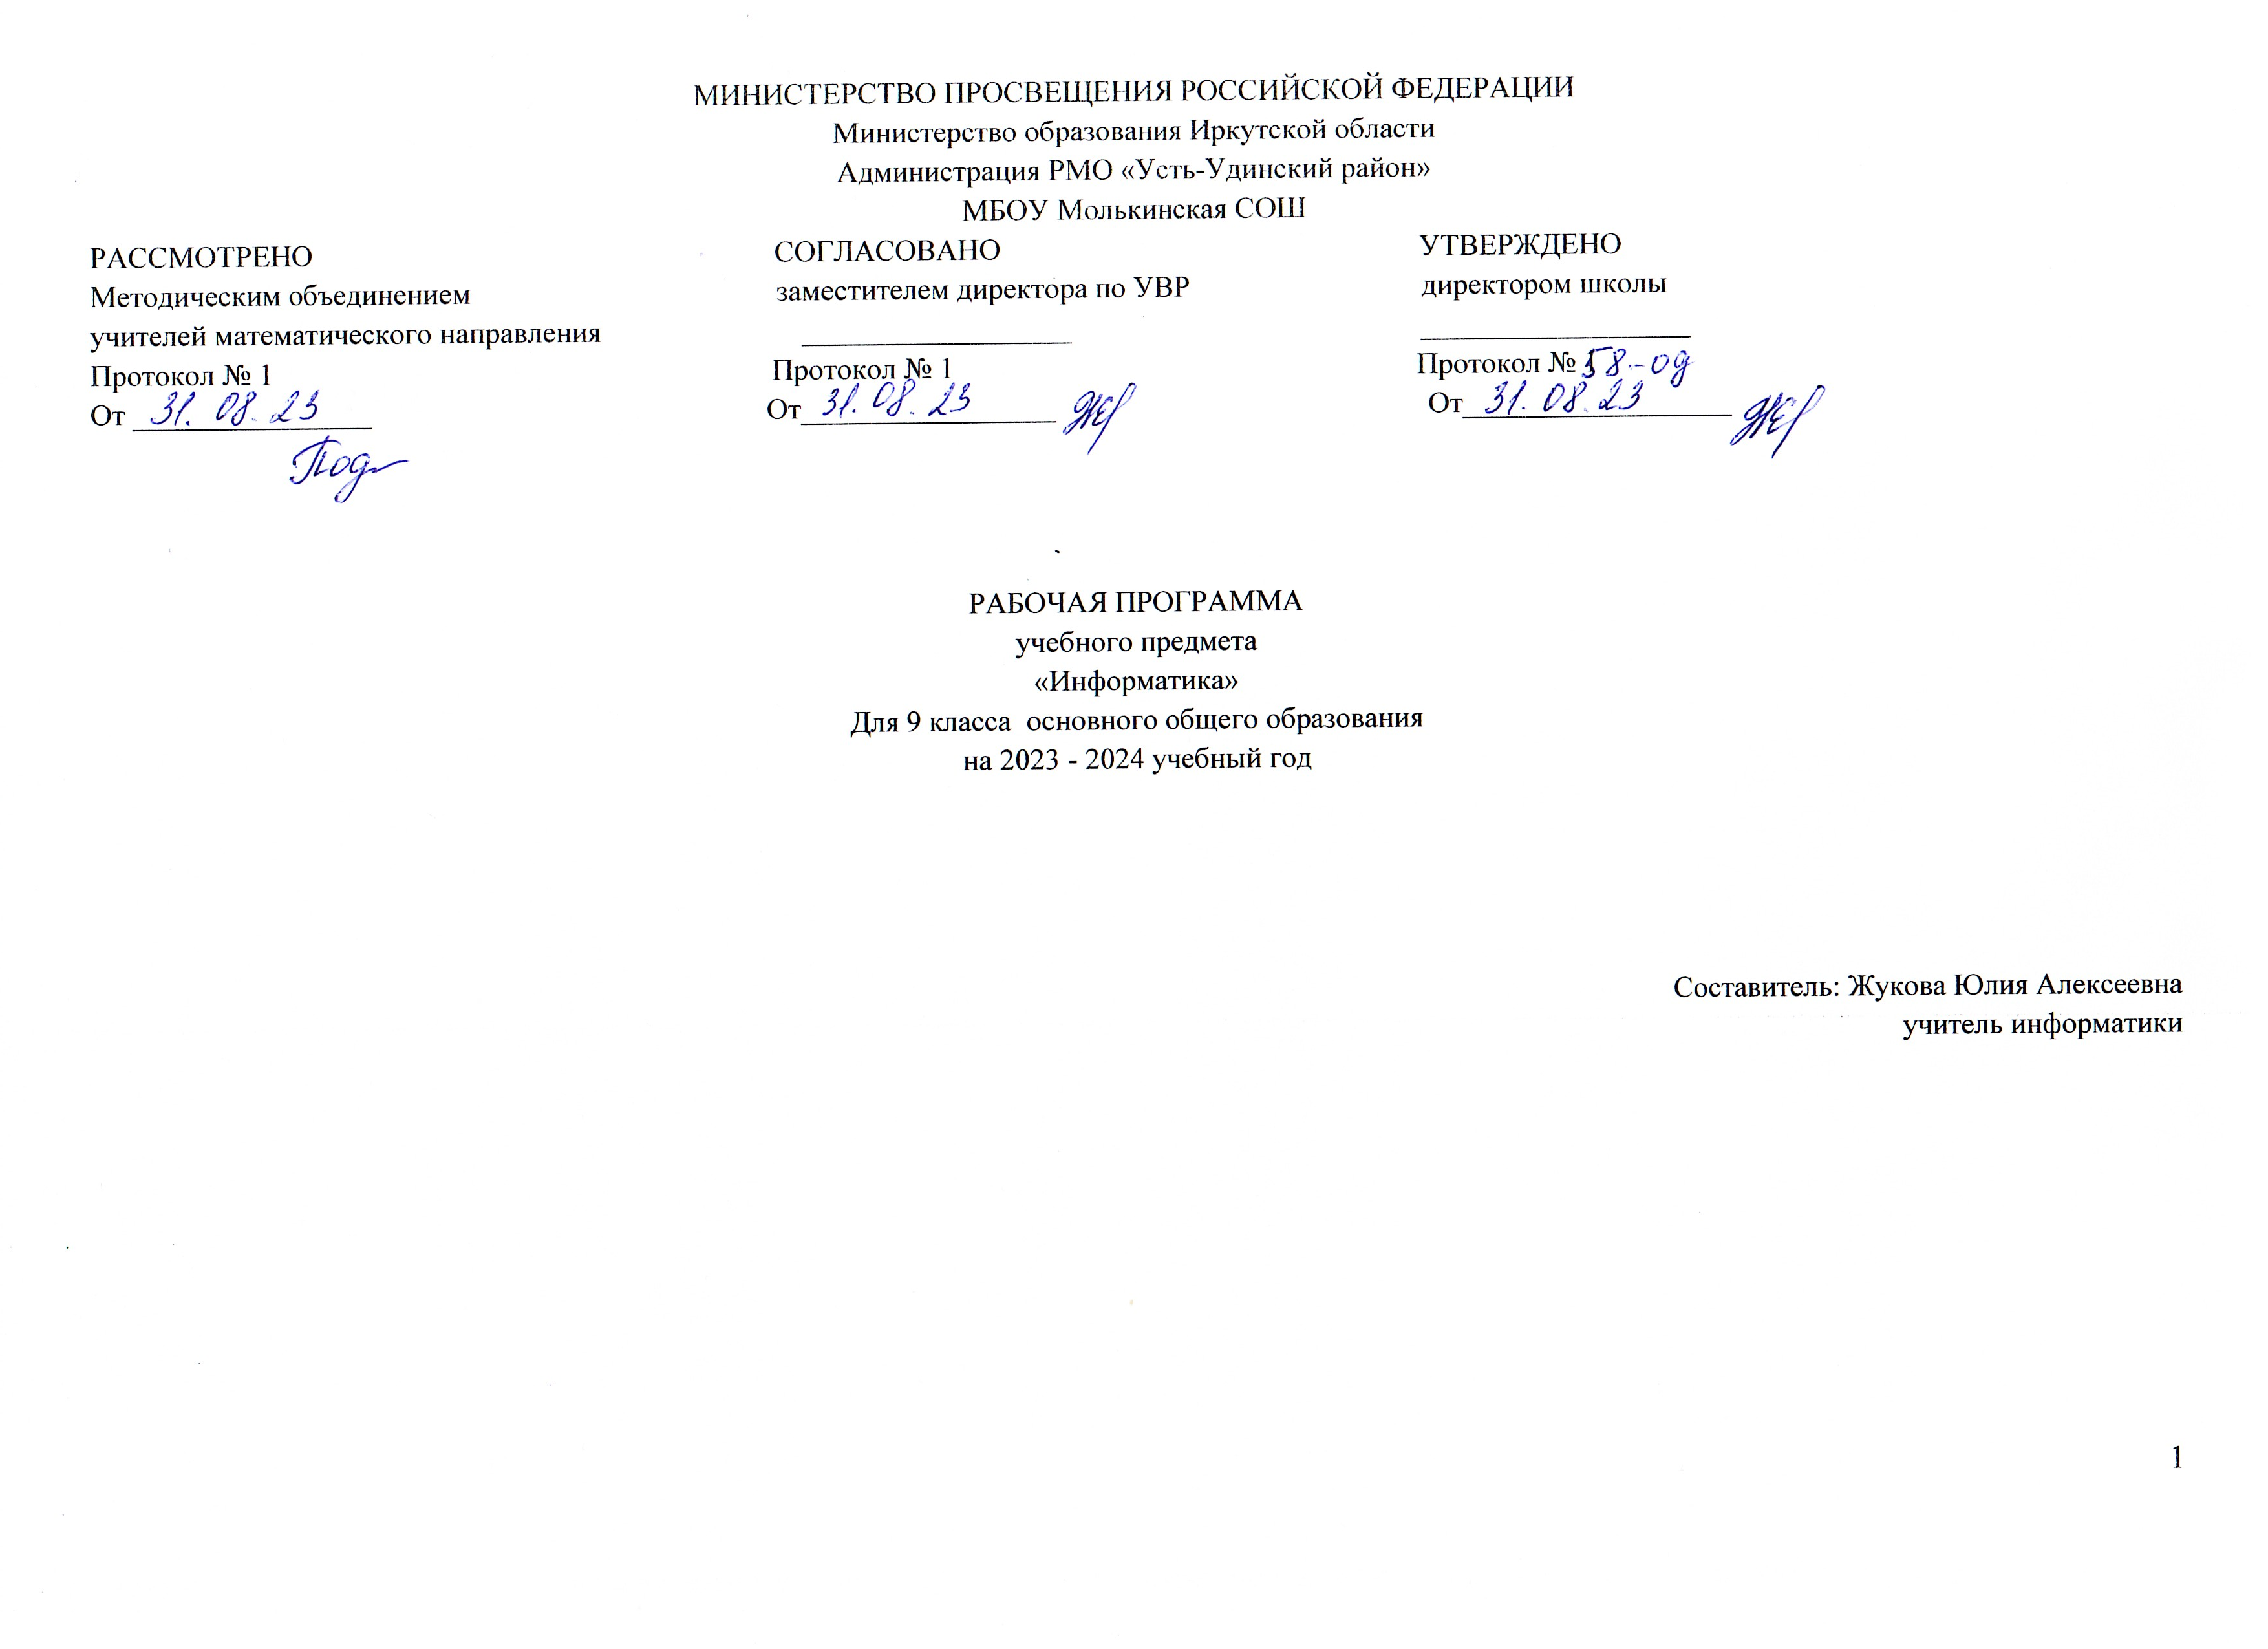 МИНИСТЕРСТВО ПРОСВЕЩЕНИЯ РОССИЙСКОЙ ФЕДЕРАЦИИ
Министерство образования Иркутской области
Администрация РМО «Усть-Удинский район»
МБОУ Молькинская СОШ
РАССМОТРЕНО
Методическим объединением
учителей математического направления
Протокол № 1
От 31.08.23
СОГЛАСОВАНО
заместителем директора по УВР
Протокол № 1
От 31.08.23
УТВЕРЖДЕНО
директором школы
Протокол № 58-од
От 31.08.23
РАБОЧАЯ ПРОГРАММА
учебного предмета
«Информатика»
Для 9 класса основного общего образования
на 2023 - 2024 учебный год
Составитель: Жукова Юлия Алексеевна
учитель информатики
1